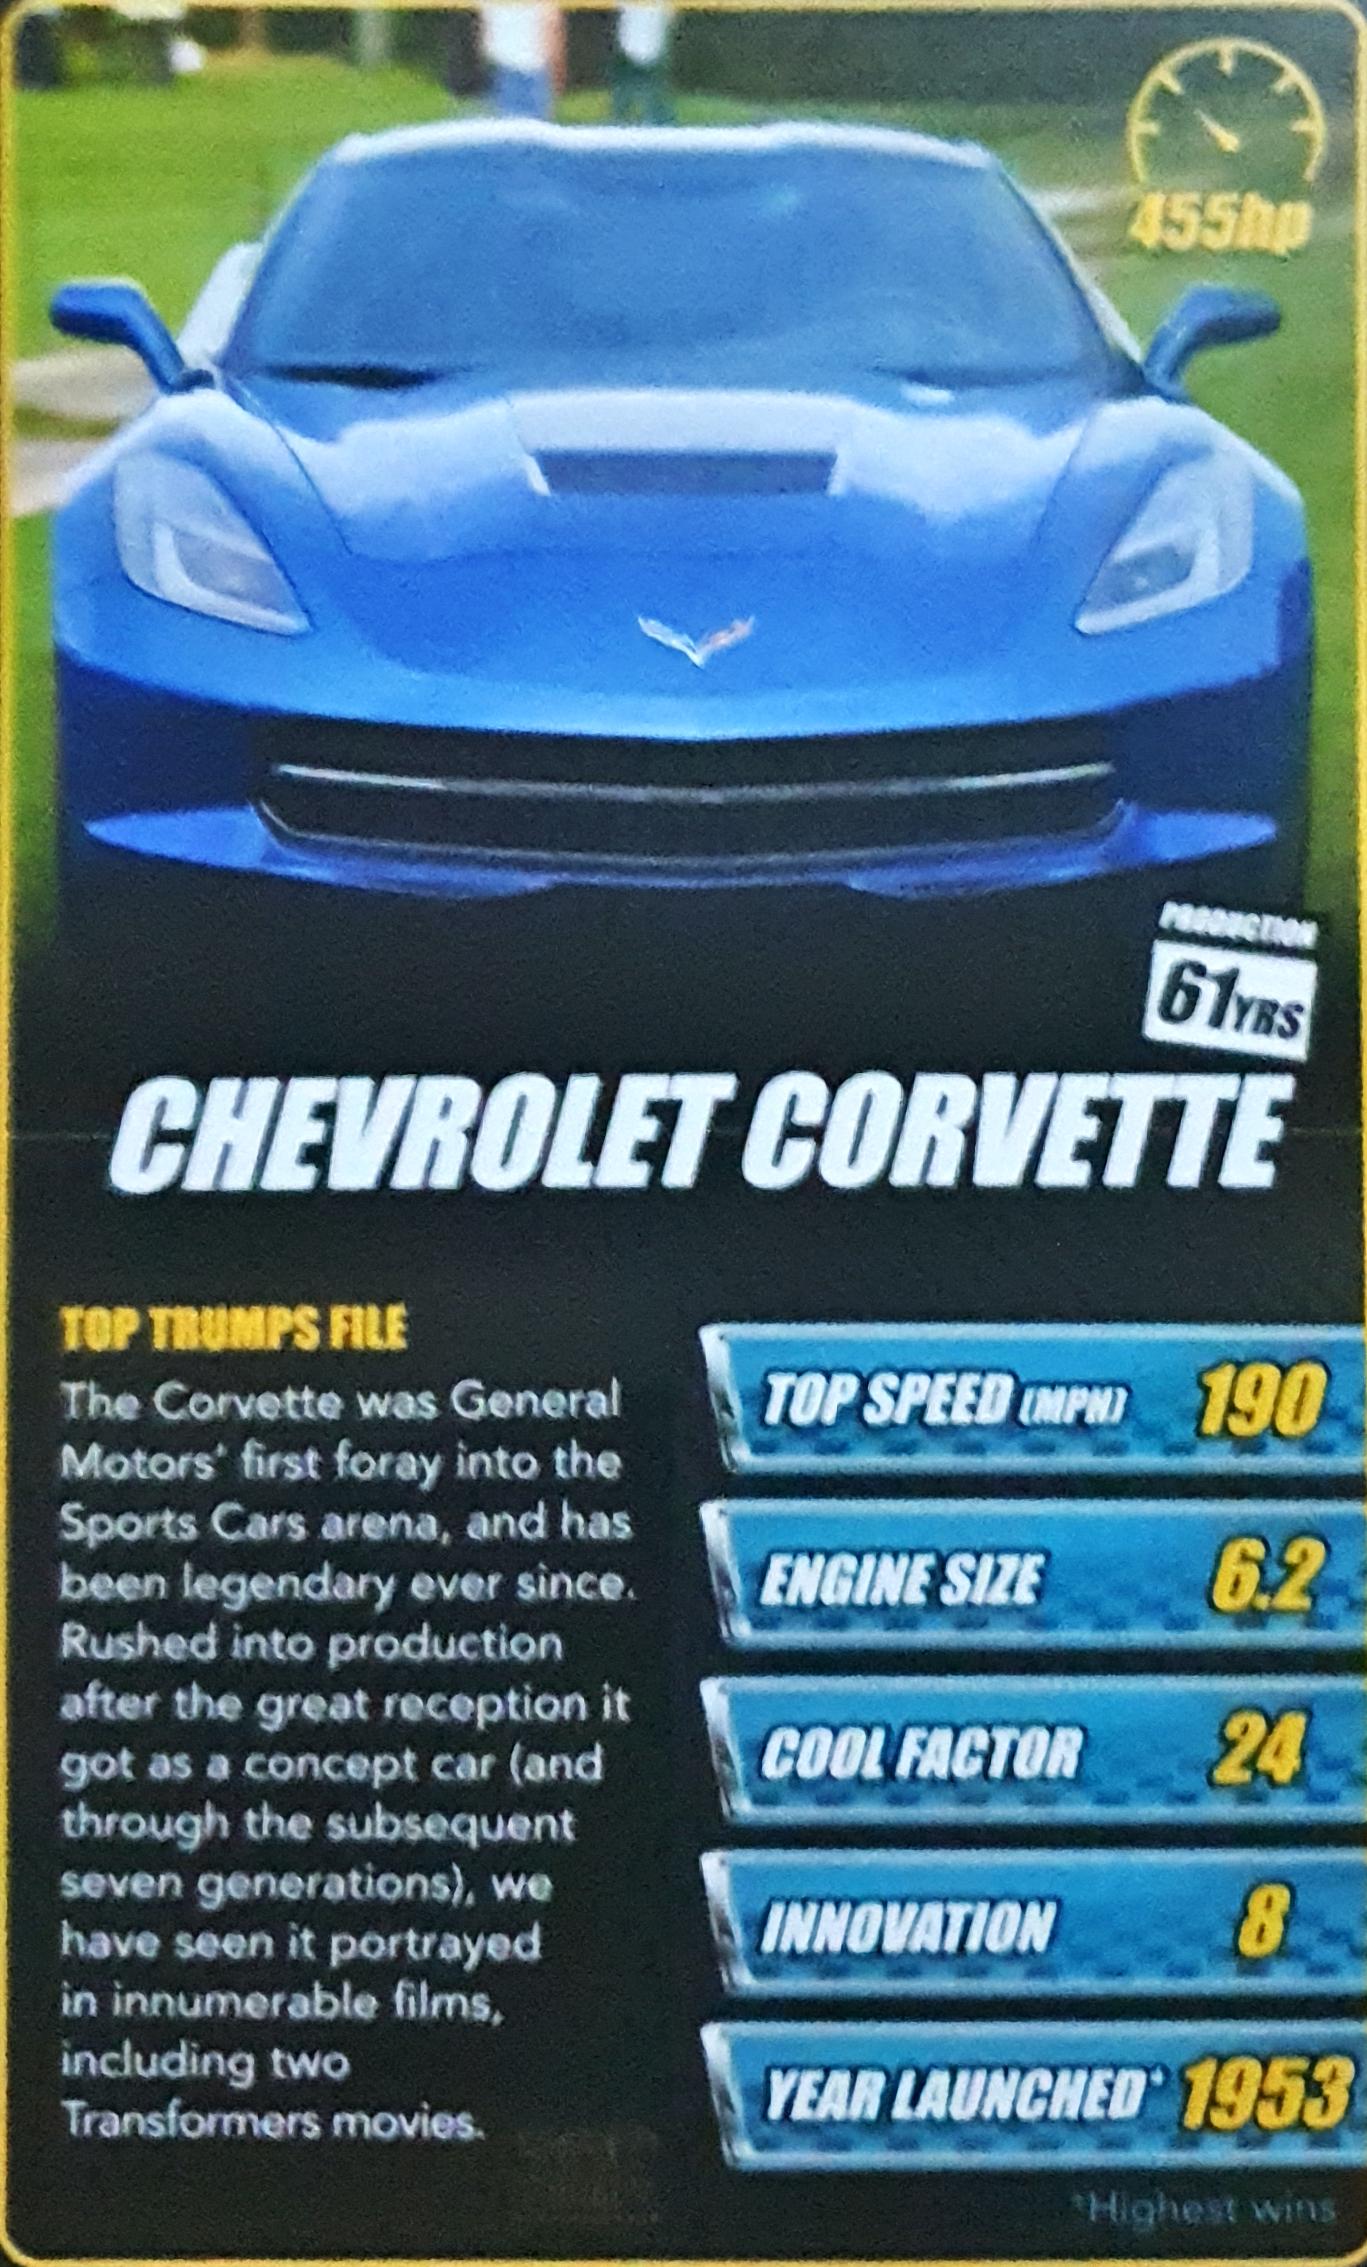 455hp
PRODUCTION
61YRS
CHEVROLET CORVETTE
TOP TRUMPS FILE
The Corvette was General
Motors' first foray into the
Sports Cars arena, and has
been legendary ever since.
Rushed into production
after the great reception it
got as a concept car (and
through the subsequent
seven generations), we
have seen it portrayed
in innumerable films,
including two
Transformers movies.
TOP SPEED (MPH) 190
ENGINE SIZE 6.2
COOL FACTOR 24
INNOVATION 8
YEAR LAUNCHED* 1953
*Highest wins